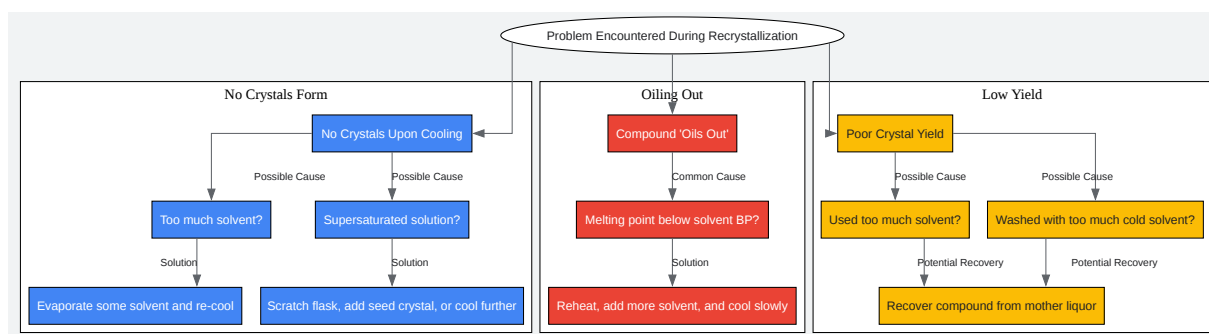 Problem Encountered During Recrystallization
No Crystals Form
Oiling Out
Low Yield
No Crystals Upon Cooling
Compound ‘Oils Out’
Poor Crystal Yield
Possible Cause
Possible Cause
Common Cause
Possible Cause
Possible Cause
Too much solvent?
Supersaturated solution?
Melting point below solvent BP?
Used too much solvent?
Washed with too much cold solvent?
Solution
Solution
Solution
Potential Recovery
Potential Recovery
Evaporate some solvent and re-cool
Scratch flask, add seed crystal, or cool further
Reheat, add more solvent, and cool slowly
Recover compound from mother liquor